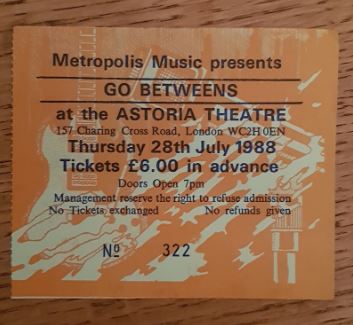 Metropolis Music presents
GO BETWEENS
at the ASTORIA THEATRE
157 Charing Cross Road, London WC2H 0EN
Thursday 28th July 1988
Tickets £6.00 in advance
Doors Open 7pm
Management reserve the right to refuse admission
No Tickets exchanged No refunds given
No 322